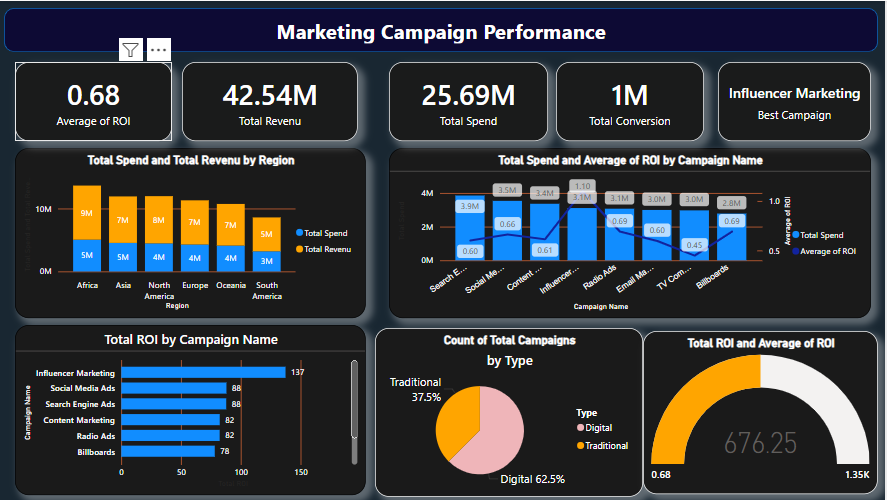 Marketing Campaign Performance
0.68
Average of ROI
42.54M
Total Revenu
25.69M
Total Spend
1M
Total Conversion
Influencer Marketing
Best Campaign
Total Spend and Total Revenu by Region
10M
0M
9M
7M
8M
7M
7M
5M
5M
5M
4M
4M
4M
3M
Africa
Asia
North
America
Europe
Oceania
South
America
Region
Total Spend
Total Revenu
Total Spend and Average of ROI by Campaign Name
4M
2M
0M
3.9M
3.5M
3.4M
1.10
3.1M
3.1M
3.0M
3.0M
2.8M
0.60
0.66
0.61
0.69
0.60
0.45
0.69
1.0
0.5
Average of ROI
Search E...
Social Me...
Content ...
Influencer...
Radio Ads
Email Ma...
TV Com...
Billboards
Campaign Name
Total Spend
Average of ROI
Total ROI by Campaign Name
Campaign Name
Influencer Marketing 137
Social Media Ads 88
Search Engine Ads 88
Content Marketing 82
Radio Ads 82
Billboards 78
0 50 100 150
Count of Total Campaigns
by Type
Traditional
37.5%
Digital 62.5%
Type
Digital
Traditional
Total ROI and Average of ROI
676.25
0.68
1.35K